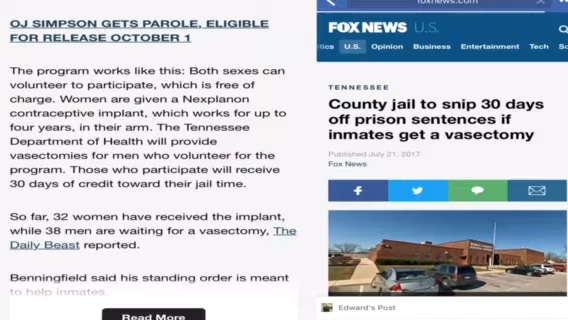 OJ SIMPSON GETS PAROLE, ELIGIBLE
FOR RELEASE OCTOBER 1
The program works like this: Both sexes can
volunteer to participate, which is free of
charge. Women are given a Nexplanon
contraceptive implant, which works for up to
four years, in their arm. The Tennessee
Department of Health will provide
vasectomies for men who volunteer for the
program. Those who participate will receive
30 days of credit toward their jail time.
So far, 32 women have received the implant,
while 38 men are waiting for a vasectomy, The
Daily Beast reported.
Benningfield said his standing order is meant
to help inmates.
Read More
foxnews.com
FOX NEWS U.S.
tics U.S. Opinion Business Entertainment Tech Sc
TENNESSEE
County jail to snip 30 days
off prison sentences if
inmates get a vasectomy
Published July 21, 2017
Fox News
Edward's Post